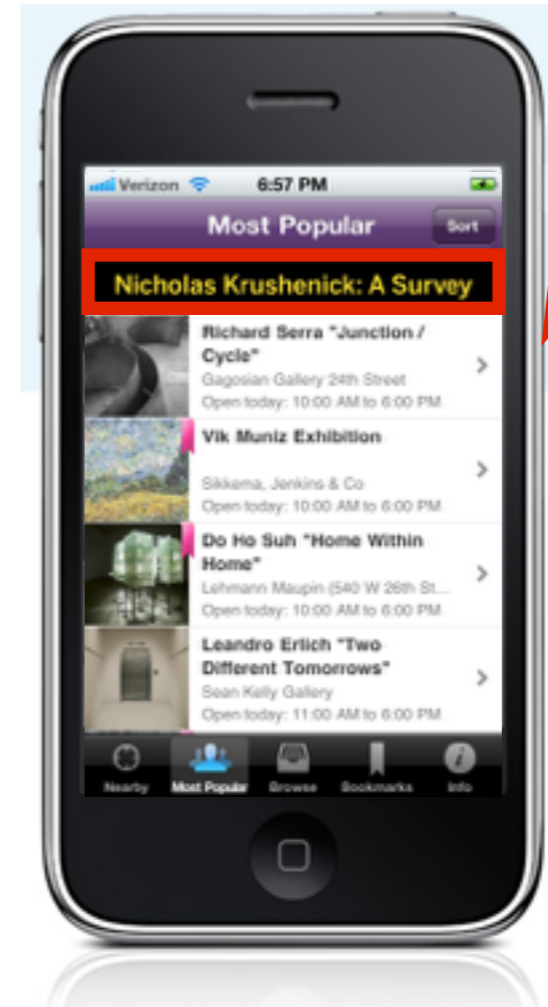 Verizon 6:57 PM
Most Popular Sort
Nicholas Krushenick: A Survey
Richard Serra "Junction /
Cycle"
Gagosian Gallery 24th Street
Open today: 10:00 AM to 6:00 PM
Vik Muniz Exhibition
Sikkema, Jenkins & Co
Open today: 10:00 AM to 6:00 PM
Do Ho Suh "Home Within
Home"
Lehmann Maupin (540 W 26th St...
Open today: 10:00 AM to 6:00 PM
Leandro Erlich "Two
Different Tomorrows"
Sean Kelly Gallery
Open today: 11:00 AM to 6:00 PM
Nearby Most Popular Browse Bookmarks Info